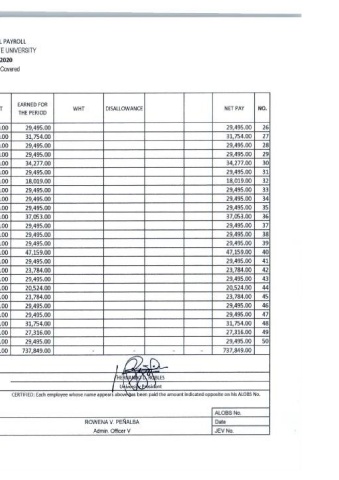 L PAYROLL
E UNIVERSITY
2020
Covered
T EARNED FOR THE PERIOD WHT DISALLOWANCE NET PAY NO.
.00 29,495.00 29,495.00 26
.00 31,754.00 31,754.00 27
.00 29,495.00 29,495.00 28
.00 29,495.00 29,495.00 29
.00 34,277.00 34,277.00 30
.00 29,495.00 29,495.00 31
.00 18,019.00 18,019.00 32
.00 29,495.00 29,495.00 33
.00 29,495.00 29,495.00 34
.00 29,495.00 29,495.00 35
.00 37,053.00 37,053.00 36
.00 29,495.00 29,495.00 37
.00 29,495.00 29,495.00 38
.00 29,495.00 29,495.00 39
.00 47,159.00 47,159.00 40
.00 29,495.00 29,495.00 41
.00 23,784.00 23,784.00 42
.00 29,495.00 29,495.00 43
.00 20,524.00 20,524.00 44
.00 23,784.00 23,784.00 45
.00 29,495.00 29,495.00 46
.00 29,495.00 29,495.00 47
.00 31,754.00 31,754.00 48
.00 27,316.00 27,316.00 49
.00 29,495.00 29,495.00 50
.00 737,849.00 - - - - 737,849.00
ROBLES
University President
CERTIFIED: Each employee whose name appears above has been paid the amount indicated opposite on his ALOBS No.
ALOBS No.
ROWENA V. PEÑALBA Date
Admin. Officer V JEV No.